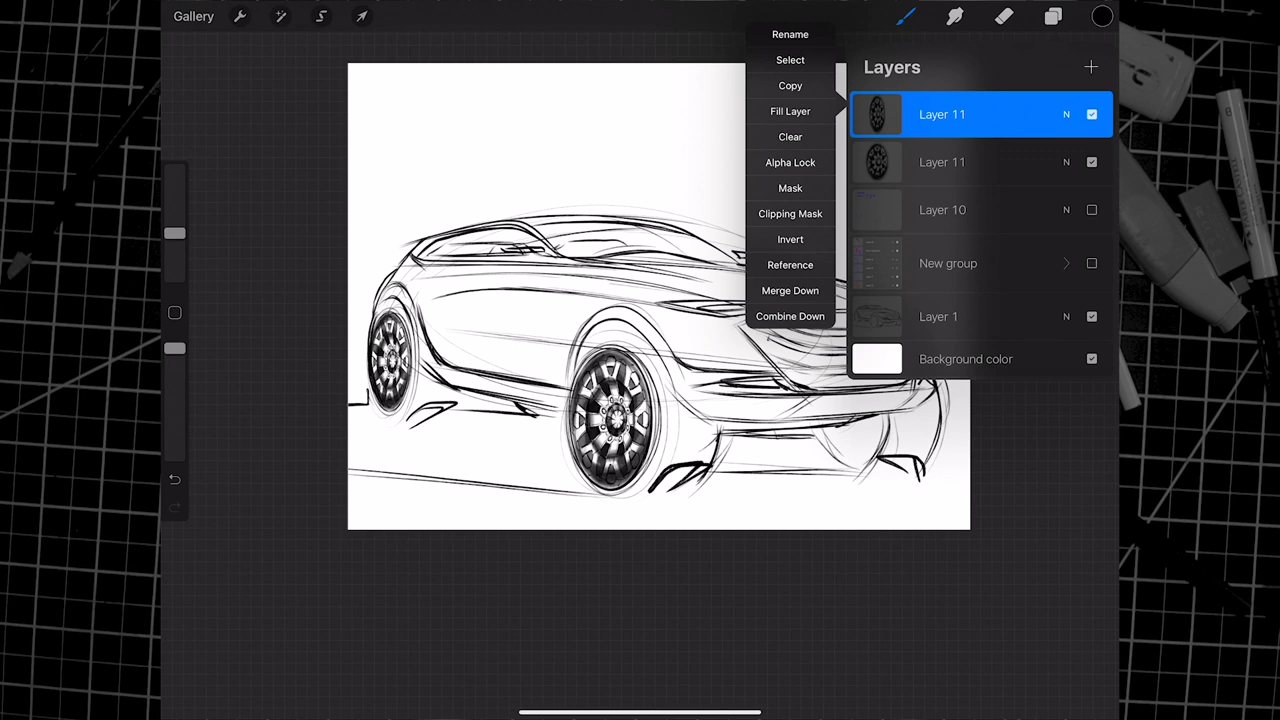 Gallery
Rename
Select
Copy
Fill Layer
Clear
Alpha Lock
Mask
Clipping Mask
Invert
Reference
Merge Down
Combine Down
Layers
Layer 11 N
Layer 11 N
Layer 10 N
New group
Layer 1 N
Background color